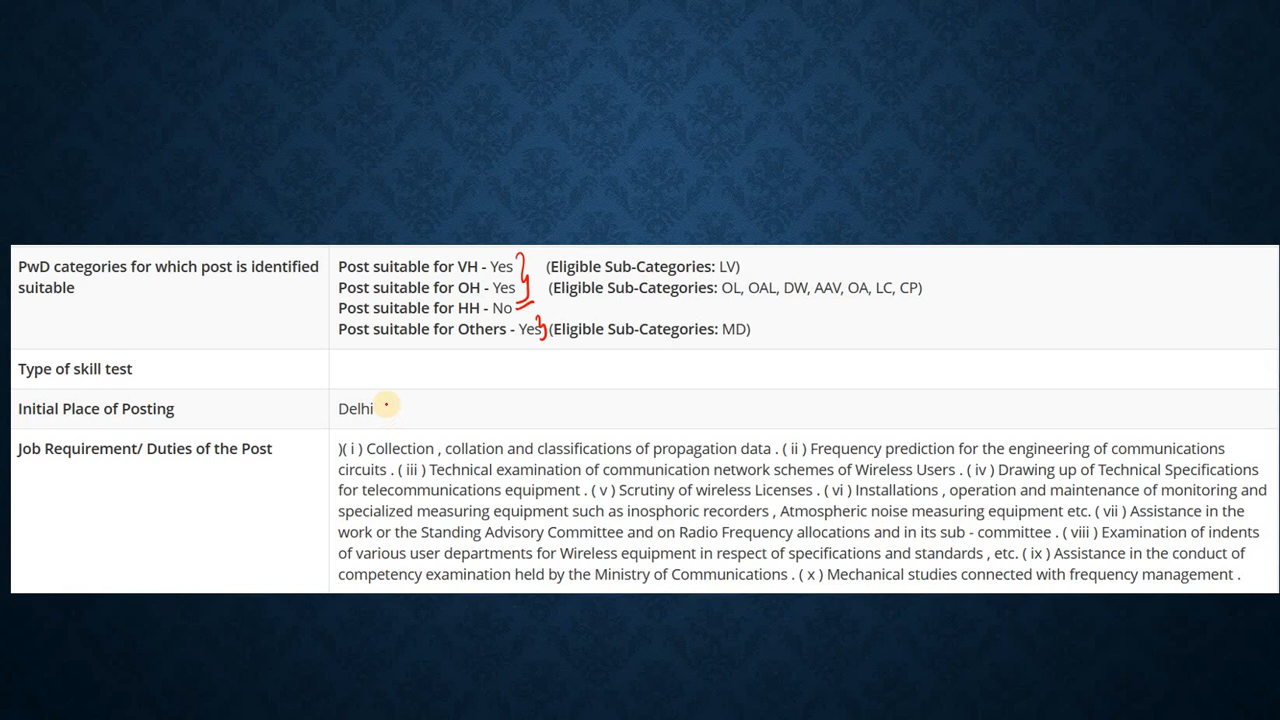 PwD categories for which post is identified suitable
Post suitable for VH - Yes (Eligible Sub-Categories: LV)
Post suitable for OH - Yes (Eligible Sub-Categories: OL, OAL, DW, AAV, OA, LC, CP)
Post suitable for HH - No
Post suitable for Others - Yes (Eligible Sub-Categories: MD)
Type of skill test
Initial Place of Posting
Delhi
Job Requirement/ Duties of the Post
)( i ) Collection , collation and classifications of propagation data . ( ii ) Frequency prediction for the engineering of communications
circuits . ( iii ) Technical examination of communication network schemes of Wireless Users . ( iv ) Drawing up of Technical Specifications
for telecommunications equipment . ( v ) Scrutiny of wireless Licenses . ( vi ) Installations , operation and maintenance of monitoring and
specialized measuring equipment such as inosphoric recorders , Atmospheric noise measuring equipment etc. ( vii ) Assistance in the
work or the Standing Advisory Committee and on Radio Frequency allocations and in its sub - committee . ( viii ) Examination of indents
of various user departments for Wireless equipment in respect of specifications and standards , etc. ( ix ) Assistance in the conduct of
competency examination held by the Ministry of Communications . ( x ) Mechanical studies connected with frequency management .